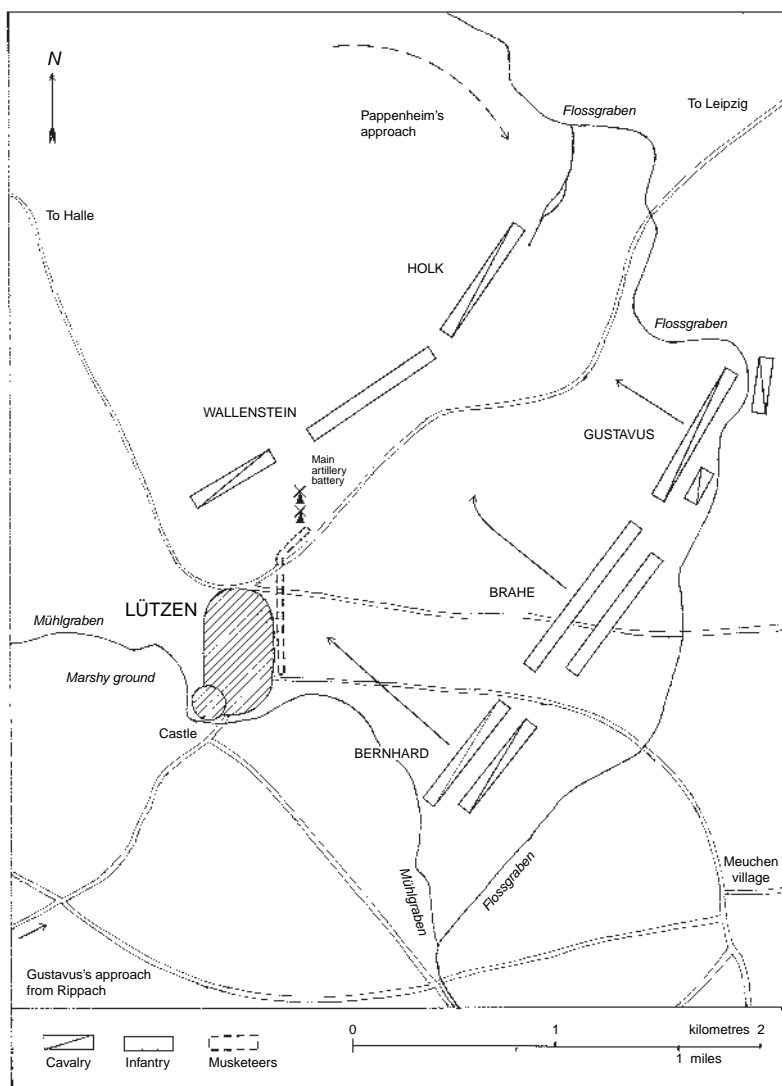 N
Pappenheim's
approach
Flossgraben
To Leipzig
To Halle
HOLK
Flossgraben
WALLENSTEIN
GUSTAVUS
Main
artillery
battery
BRAHE
LÜTZEN
Mühlgraben
Marshy ground
Castle
BERNHARD
Flossgraben
Mühlgraben
Meuchen
village
Gustavus's approach
from Rippach
0 1 kilometres 2
Cavalry Infantry Musketeers
1 miles